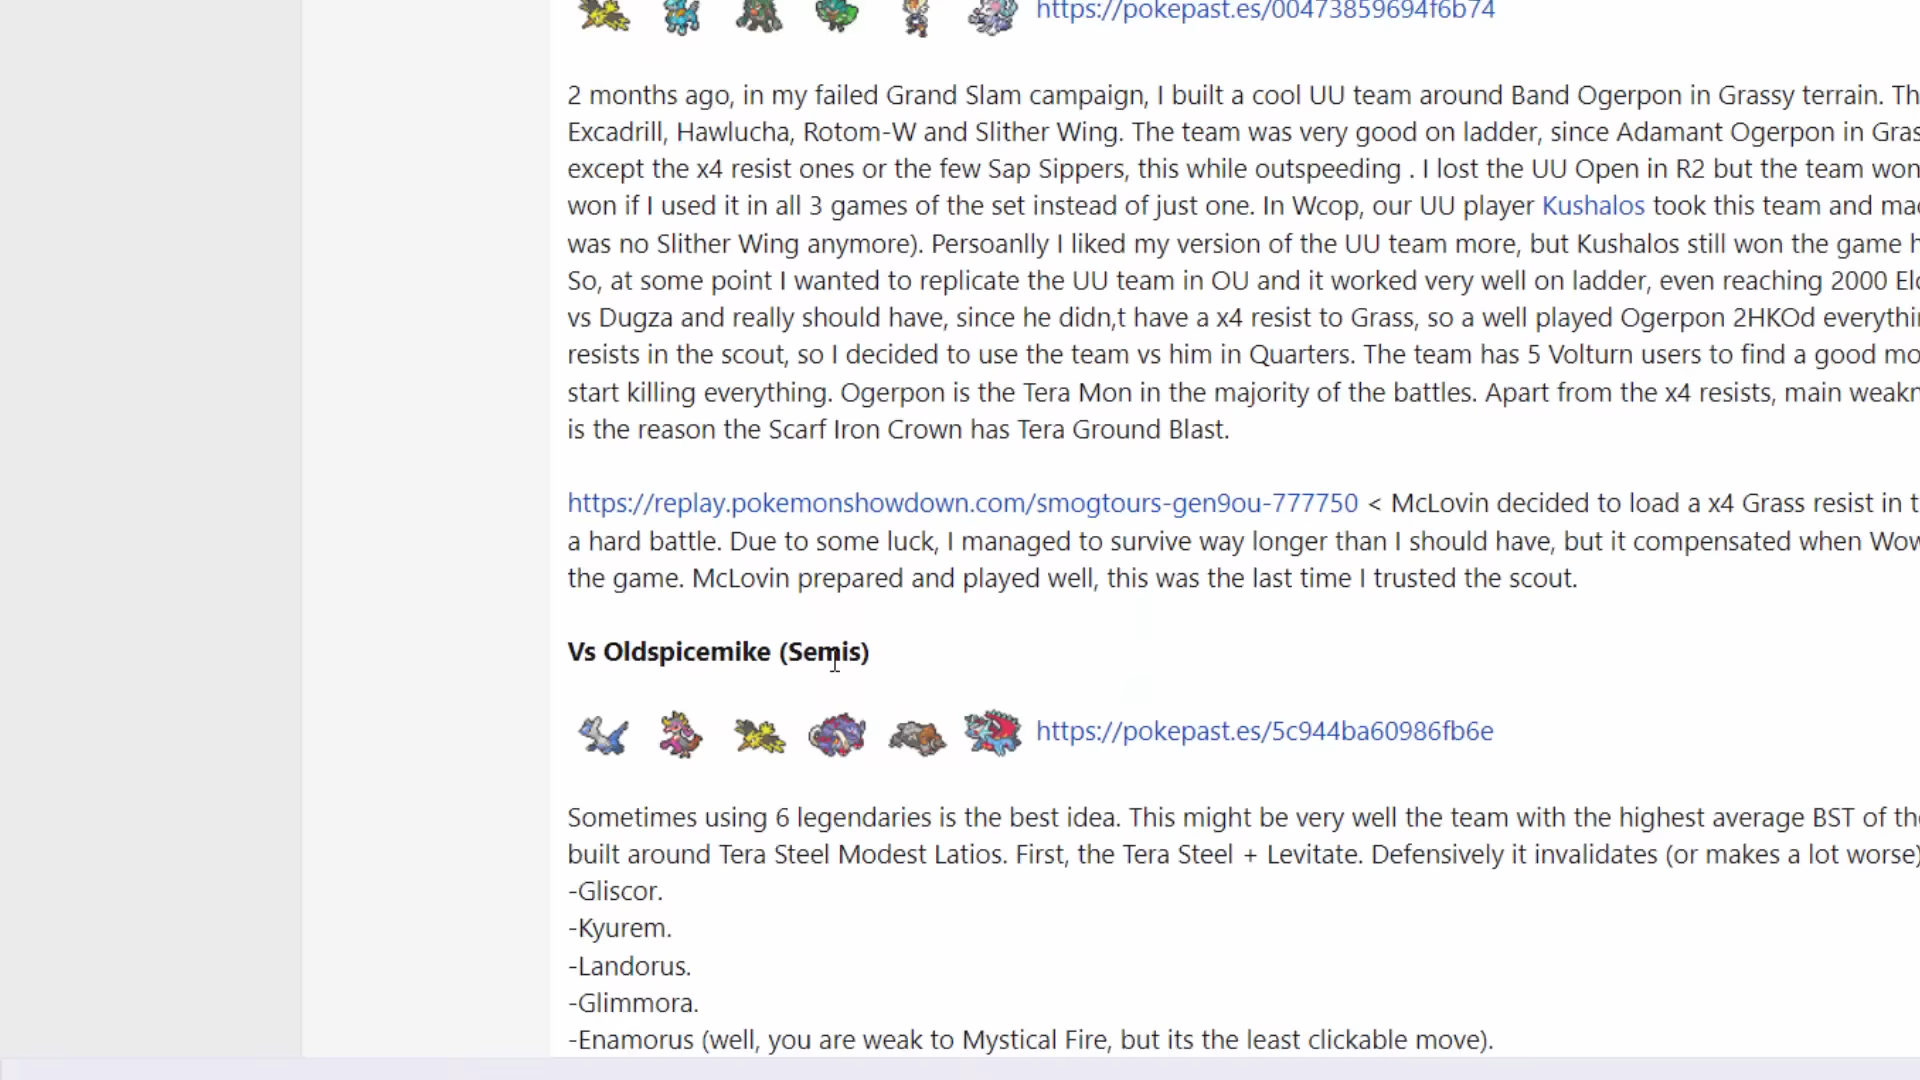 https://pokepast.es/00473859694f6b74
2 months ago, in my failed Grand Slam campaign, I built a cool UU team around Band Ogerpon in Grassy terrain. Th
Excadrill, Hawlucha, Rotom-W and Slither Wing. The team was very good on ladder, since Adamant Ogerpon in Gras
except the x4 resist ones or the few Sap Sippers, this while outspeeding . I lost the UU Open in R2 but the team won
won if I used it in all 3 games of the set instead of just one. In Wcop, our UU player Kushalos took this team and mad
was no Slither Wing anymore). Persoanlly I liked my version of the UU team more, but Kushalos still won the game h
So, at some point I wanted to replicate the UU team in OU and it worked very well on ladder, even reaching 2000 Elo
vs Dugza and really should have, since he didn,t have a x4 resist to Grass, so a well played Ogerpon 2HKOd everythin
resists in the scout, so I decided to use the team vs him in Quarters. The team has 5 Volturn users to find a good mo
start killing everything. Ogerpon is the Tera Mon in the majority of the battles. Apart from the x4 resists, main weakn
is the reason the Scarf Iron Crown has Tera Ground Blast.
https://replay.pokemonshowdown.com/smogtours-gen9ou-777750 < McLovin decided to load a x4 Grass resist in t
a hard battle. Due to some luck, I managed to survive way longer than I should have, but it compensated when Wow
the game. McLovin prepared and played well, this was the last time I trusted the scout.
Vs Oldspicemike (Semis)
https://pokepast.es/5c944ba60986fb6e
Sometimes using 6 legendaries is the best idea. This might be very well the team with the highest average BST of the
built around Tera Steel Modest Latios. First, the Tera Steel + Levitate. Defensively it invalidates (or makes a lot worse)
-Gliscor.
-Kyurem.
-Landorus.
-Glimmora.
-Enamorus (well, you are weak to Mystical Fire, but its the least clickable move).